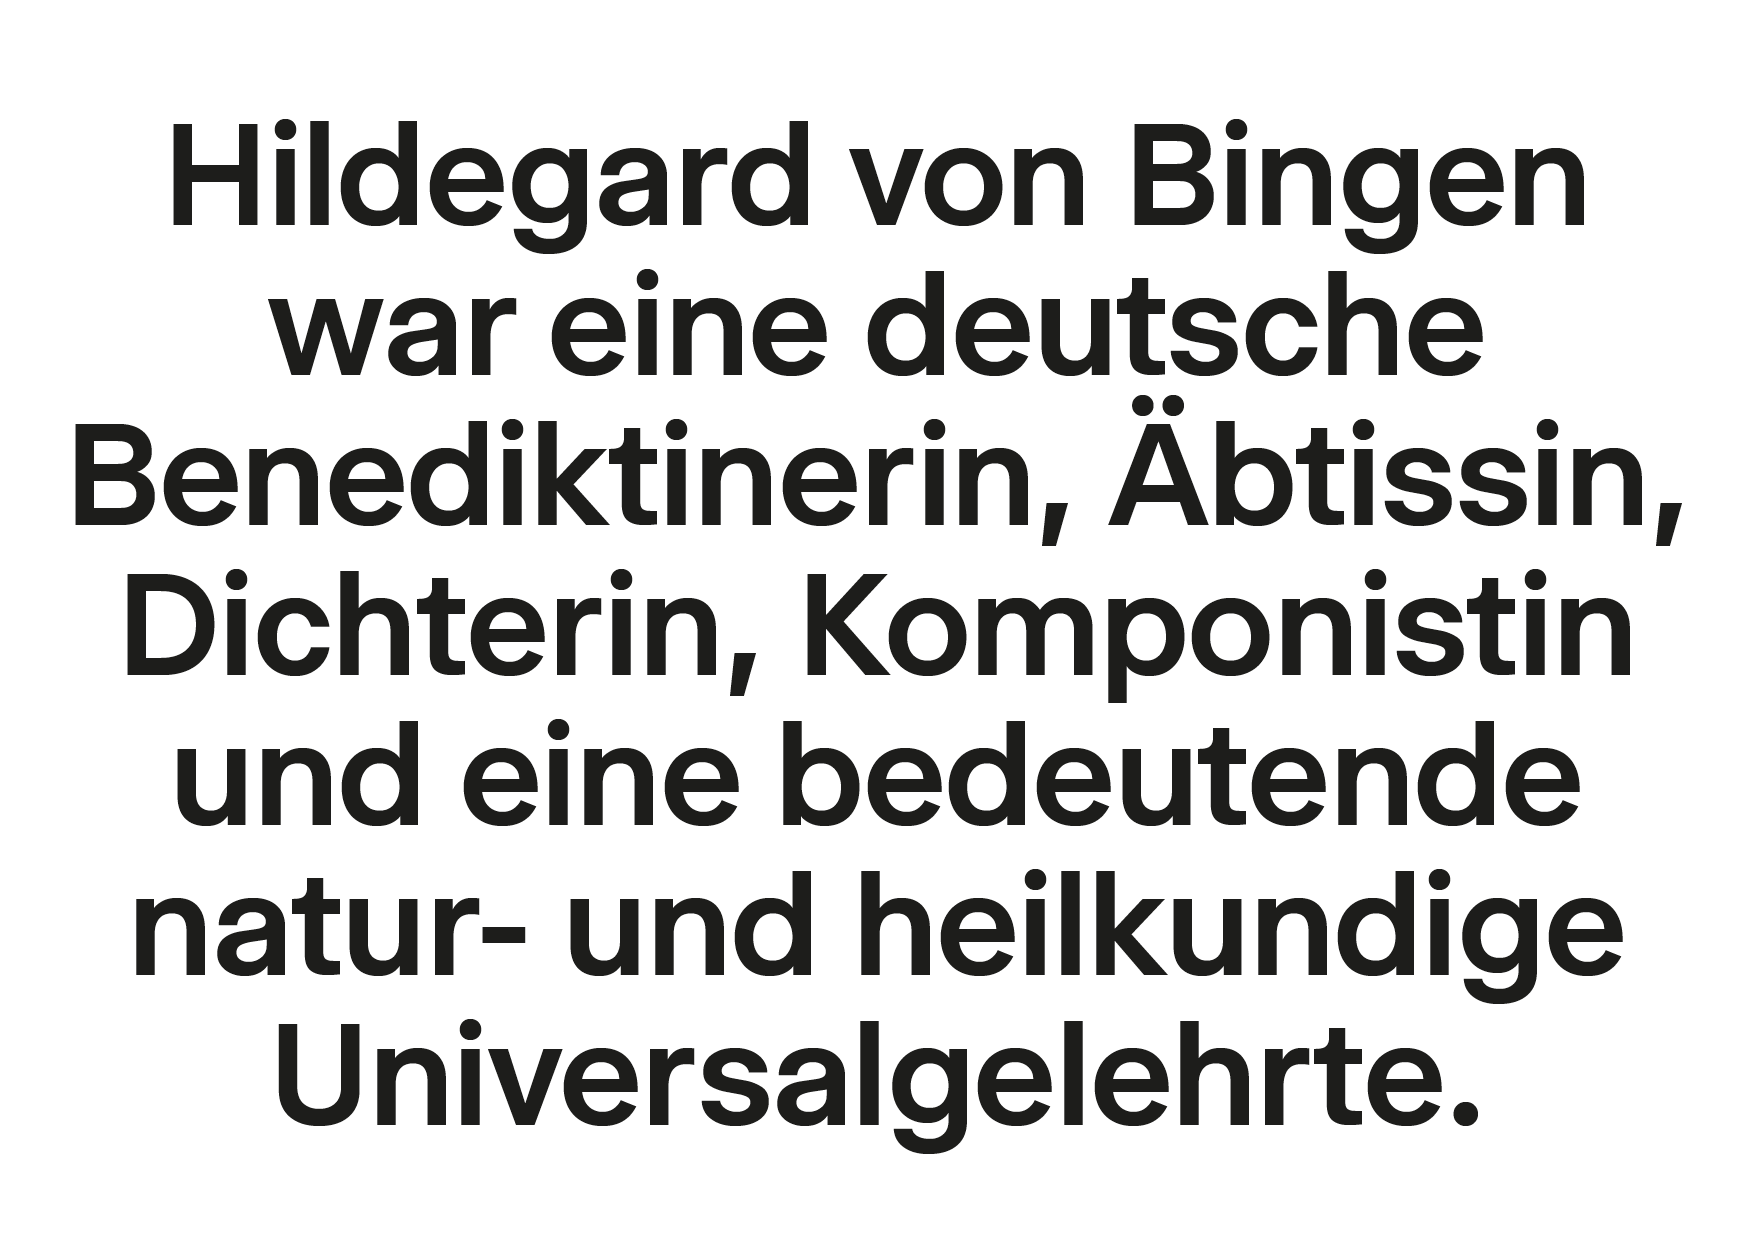 Hildegard von Bingen
war eine deutsche
Benediktinerin, Äbtissin,
Dichterin, Komponistin
und eine bedeutende
natur- und heilkundige
Universalgelehrte.